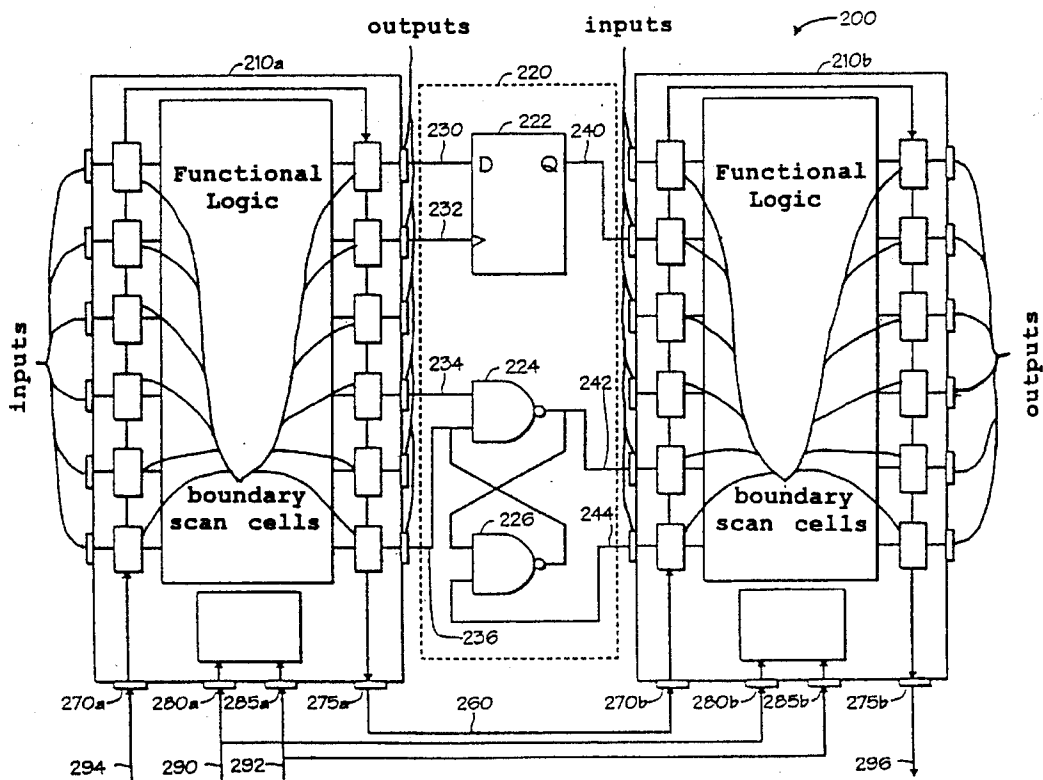 200
outputs
inputs
210a
220
210b
230
222
240
D
Q
Functional
Logic
Functional
Logic
232
inputs
outputs
234
224
242
boundary
scan cells
226
244
boundary
scan cells
236
270a
280a
285a
275a
260
270b
280b
285b
275b
294
290
292
296